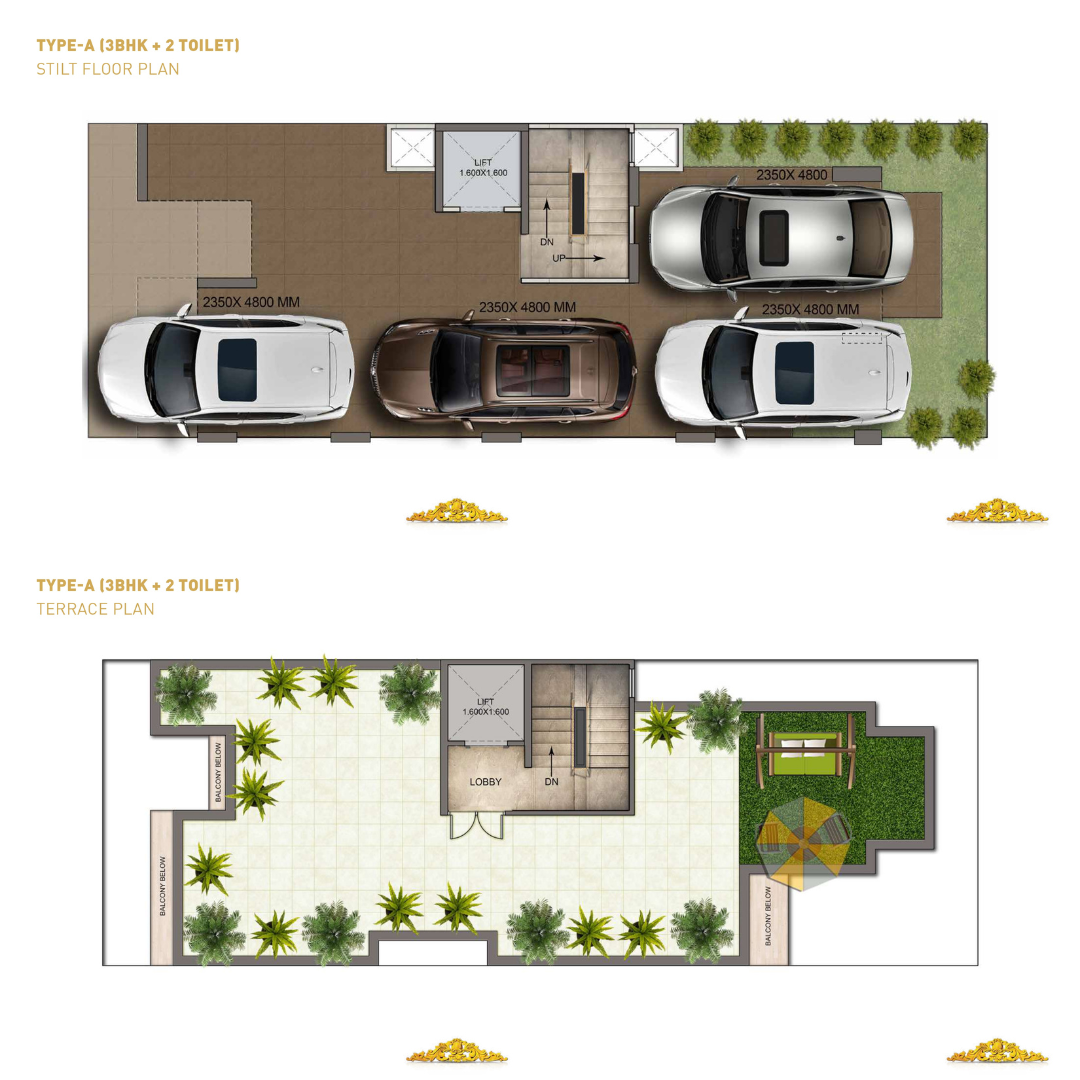 TYPE-A (3BHK + 2 TOILET)
STILT FLOOR PLAN
LIFT
1.600X1.600
2350X 4800
DN
UP
2350X 4800 MM
2350X 4800 MM
2350X 4800 MM
TYPE-A (3BHK + 2 TOILET)
TERRACE PLAN
LIFT
1.600X1.600
BALCONY BELOW
LOBBY
DN
BALCONY BELOW
BALCONY BELOW